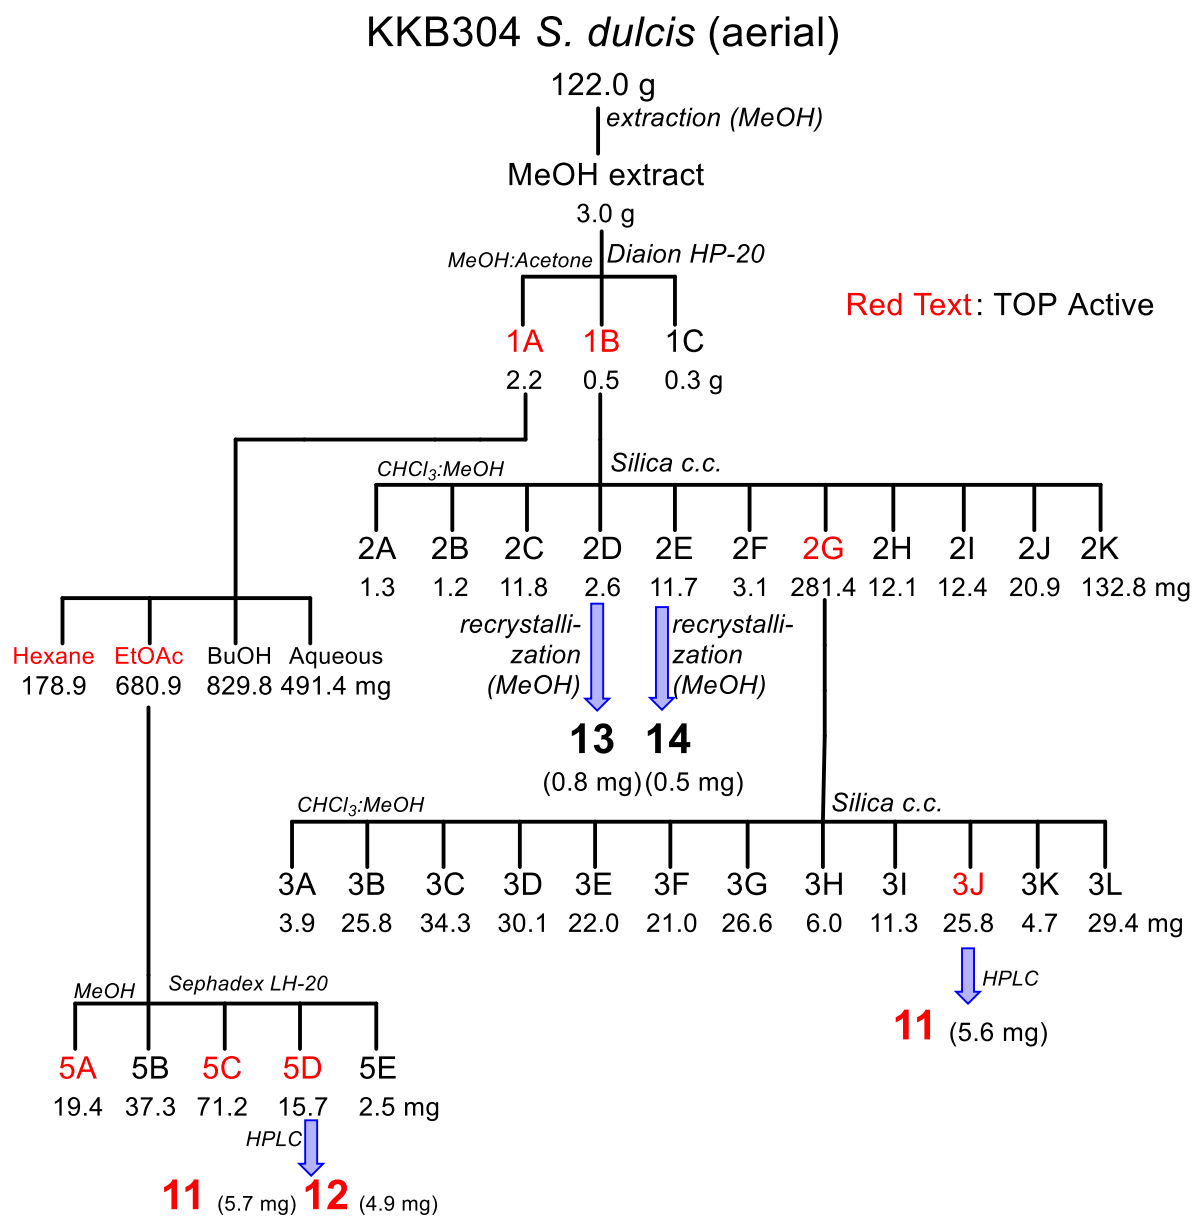 KKB304 S. dulcis (aerial)
122.0 g
extraction (MeOH)
MeOH extract
3.0 g
MeOH:Acetone Diaion HP-20
Red Text: TOP Active
1A 1B 1C
2.2 0.5 0.3 g
CHCl3:MeOH Silica c.c.
2A 2B 2C 2D 2E 2F 2G 2H 2I 2J 2K
1.3 1.2 11.8 2.6 11.7 3.1 281.4 12.1 12.4 20.9 132.8 mg
recrystalli-
zation
(MeOH)
recrystalli-
zation
(MeOH)
Hexane EtOAc BuOH Aqueous
178.9 680.9 829.8 491.4 mg
13 14
(0.8 mg) (0.5 mg)
CHCl3:MeOH Silica c.c.
3A 3B 3C 3D 3E 3F 3G 3H 3I 3J 3K 3L
3.9 25.8 34.3 30.1 22.0 21.0 26.6 6.0 11.3 25.8 4.7 29.4 mg
HPLC
11 (5.6 mg)
MeOH Sephadex LH-20
5A 5B 5C 5D 5E
19.4 37.3 71.2 15.7 2.5 mg
HPLC
11 (5.7 mg) 12 (4.9 mg)